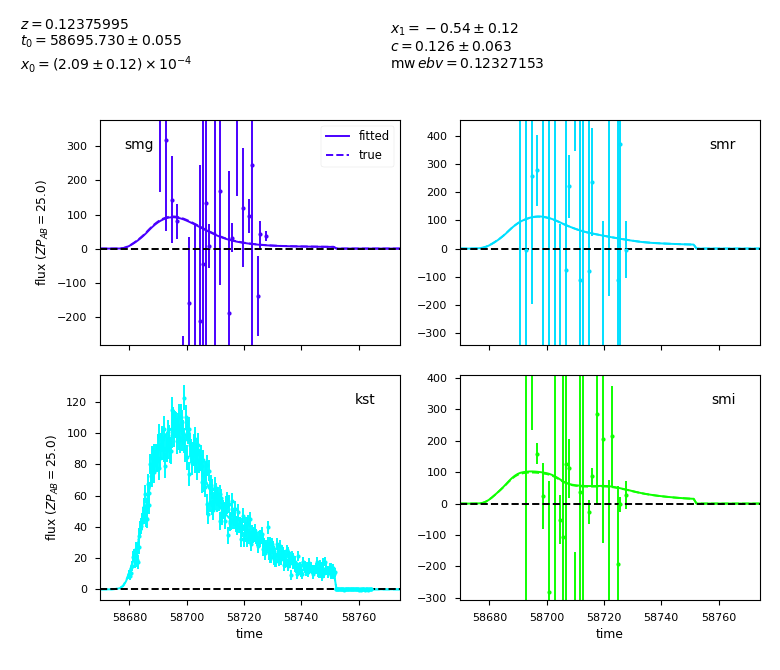 z = 0.12375995
t₀ = 58695.730 ± 0.055
x₀ = (2.09 ± 0.12) × 10⁻⁴
x₁ = −0.54 ± 0.12
c = 0.126 ± 0.063
mw ebv = 0.12327153
smg
fitted
true
300
200
100
0
−100
−200
flux (ZP_AB = 25.0)
smr
400
300
200
100
0
−100
−200
−300
kst
120
100
80
60
40
20
0
flux (ZP_AB = 25.0)
58680 58700 58720 58740 58760
time
smi
400
300
200
100
0
−100
−200
−300
58680 58700 58720 58740 58760
time